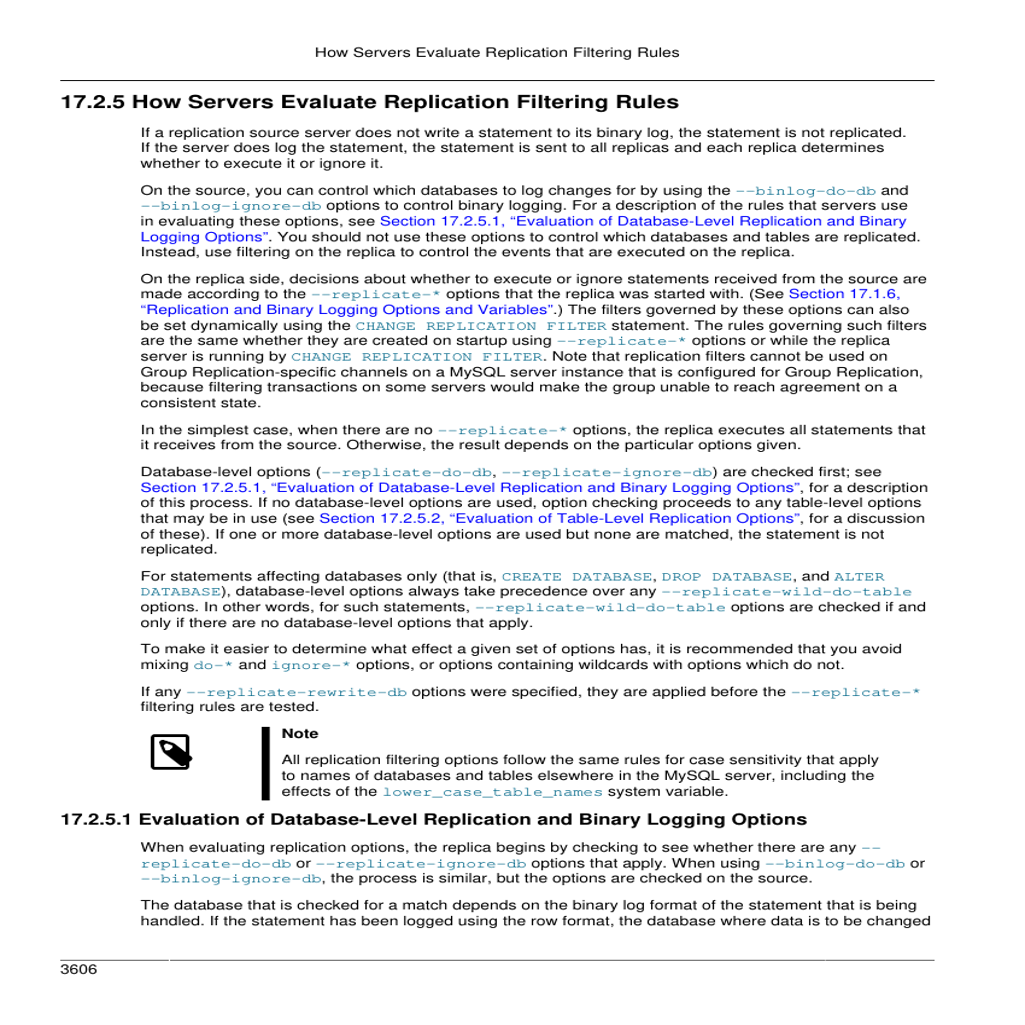 How Servers Evaluate Replication Filtering Rules
17.2.5 How Servers Evaluate Replication Filtering Rules
If a replication source server does not write a statement to its binary log, the statement is not replicated.
If the server does log the statement, the statement is sent to all replicas and each replica determines
whether to execute it or ignore it.
On the source, you can control which databases to log changes for by using the --binlog-do-db and
--binlog-ignore-db options to control binary logging. For a description of the rules that servers use
in evaluating these options, see Section 17.2.5.1, “Evaluation of Database-Level Replication and Binary
Logging Options”. You should not use these options to control which databases and tables are replicated.
Instead, use filtering on the replica to control the events that are executed on the replica.
On the replica side, decisions about whether to execute or ignore statements received from the source are
made according to the --replicate-* options that the replica was started with. (See Section 17.1.6,
“Replication and Binary Logging Options and Variables”.) The filters governed by these options can also
be set dynamically using the CHANGE REPLICATION FILTER statement. The rules governing such filters
are the same whether they are created on startup using --replicate-* options or while the replica
server is running by CHANGE REPLICATION FILTER. Note that replication filters cannot be used on
Group Replication-specific channels on a MySQL server instance that is configured for Group Replication,
because filtering transactions on some servers would make the group unable to reach agreement on a
consistent state.
In the simplest case, when there are no --replicate-* options, the replica executes all statements that
it receives from the source. Otherwise, the result depends on the particular options given.
Database-level options (--replicate-do-db, --replicate-ignore-db) are checked first; see
Section 17.2.5.1, “Evaluation of Database-Level Replication and Binary Logging Options”, for a description
of this process. If no database-level options are used, option checking proceeds to any table-level options
that may be in use (see Section 17.2.5.2, “Evaluation of Table-Level Replication Options”, for a discussion
of these). If one or more database-level options are used but none are matched, the statement is not
replicated.
For statements affecting databases only (that is, CREATE DATABASE, DROP DATABASE, and ALTER
DATABASE), database-level options always take precedence over any --replicate-wild-do-table
options. In other words, for such statements, --replicate-wild-do-table options are checked if and
only if there are no database-level options that apply.
To make it easier to determine what effect a given set of options has, it is recommended that you avoid
mixing do-* and ignore-* options, or options containing wildcards with options which do not.
If any --replicate-rewrite-db options were specified, they are applied before the --replicate-*
filtering rules are tested.
Note
All replication filtering options follow the same rules for case sensitivity that apply
to names of databases and tables elsewhere in the MySQL server, including the
effects of the lower_case_table_names system variable.
17.2.5.1 Evaluation of Database-Level Replication and Binary Logging Options
When evaluating replication options, the replica begins by checking to see whether there are any --
replicate-do-db or --replicate-ignore-db options that apply. When using --binlog-do-db or
--binlog-ignore-db, the process is similar, but the options are checked on the source.
The database that is checked for a match depends on the binary log format of the statement that is being
handled. If the statement has been logged using the row format, the database where data is to be changed
3606